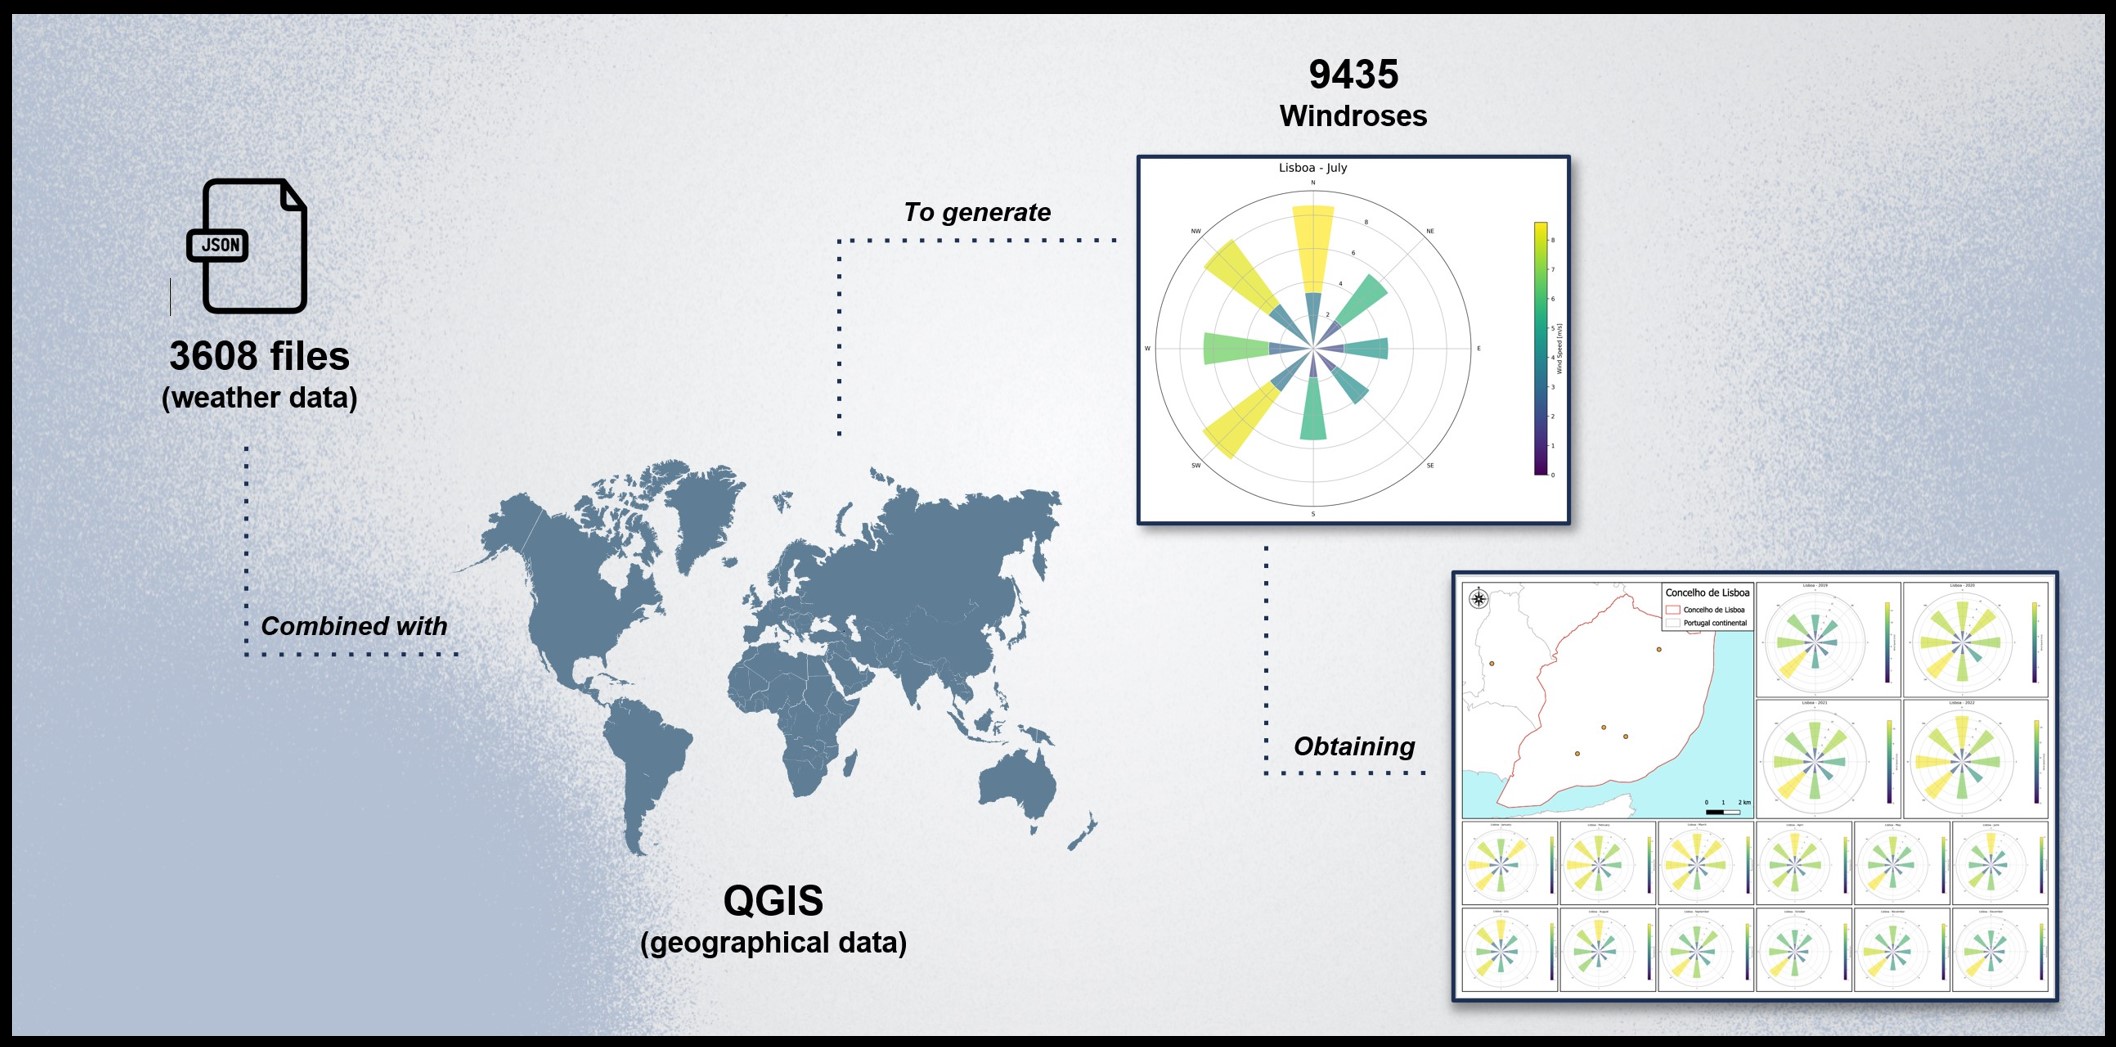 JSON
3608 files
(weather data)
Combined with
QGIS
(geographical data)
To generate
9435
Windroses
Lisboa - July
N
NE
E
SE
S
SW
W
NW
2
4
6
8
8
7
6
5
4
3
2
1
0
Wind Speed [m/s]
Obtaining
Concelho de Lisboa
Concelho de Lisboa
Portugal continental
0 1 2 km
Lisboa - 2019
Lisboa - 2020
Lisboa - 2021
Lisboa - 2022